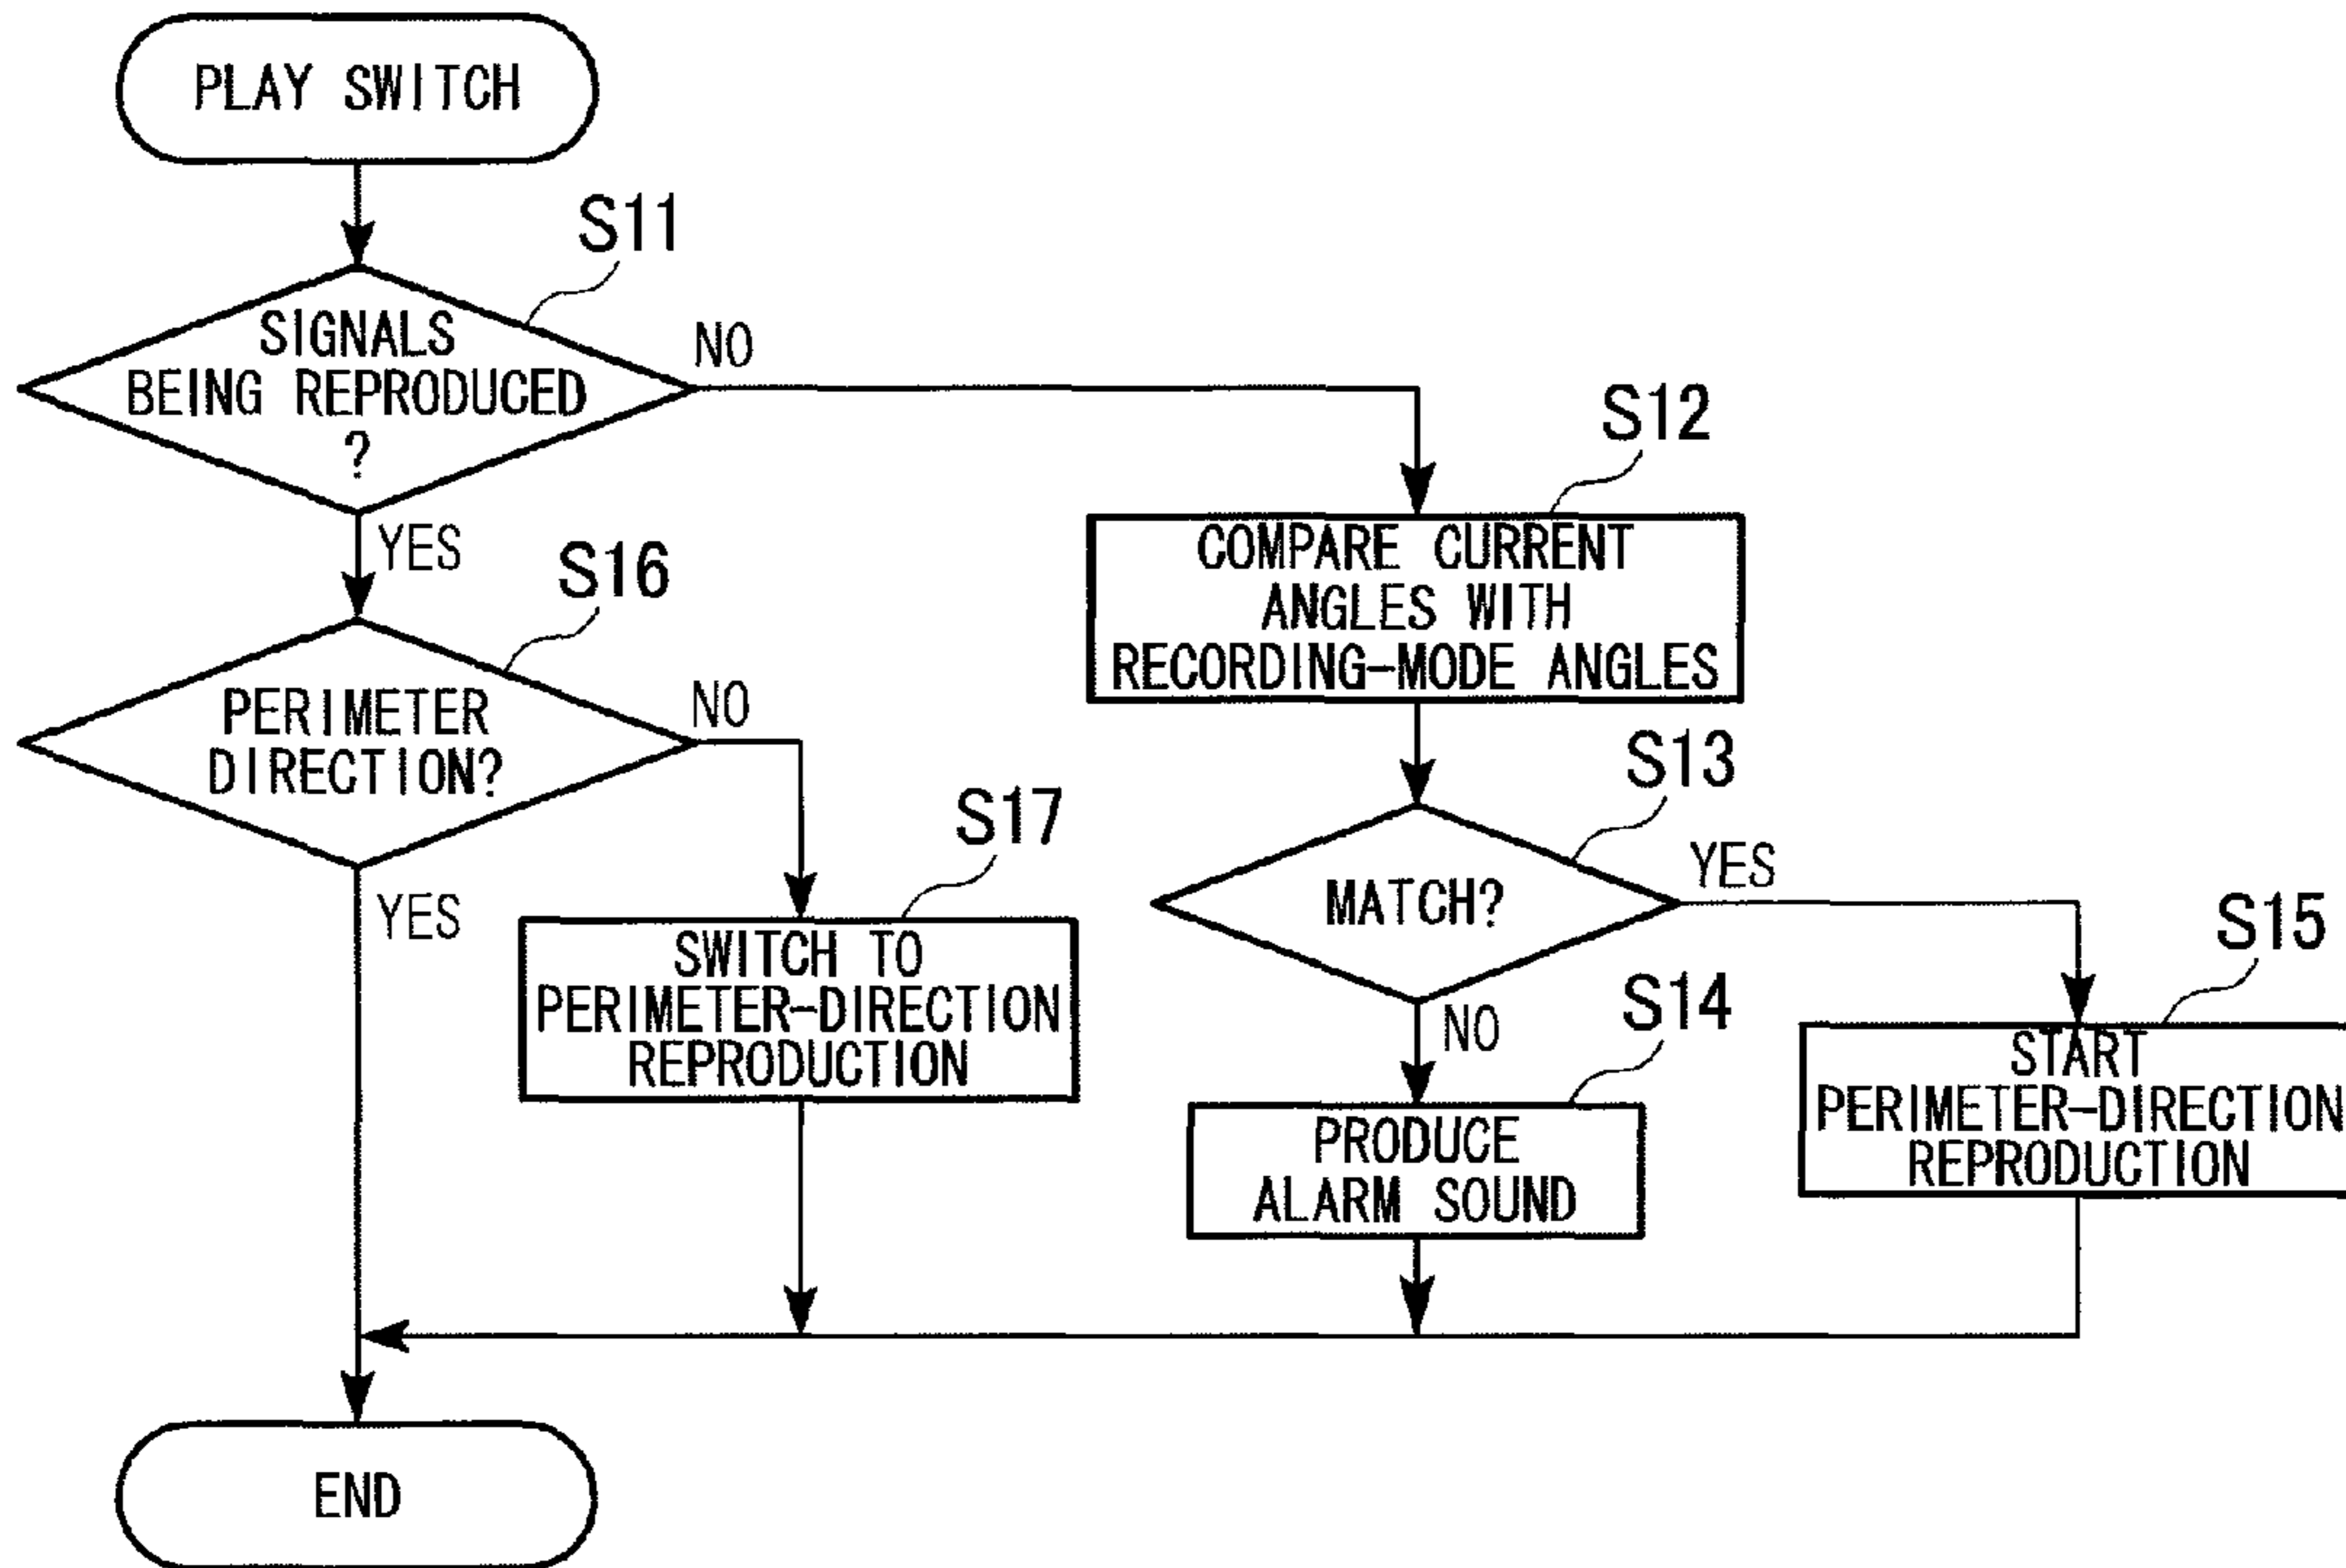 PLAY SWITCH
S11
SIGNALS
BEING REPRODUCED
?
NO
YES
S12
COMPARE CURRENT
ANGLES WITH
RECORDING-MODE ANGLES
S16
PERIMETER
DIRECTION?
NO
YES
S17
SWITCH TO
PERIMETER-DIRECTION
REPRODUCTION
S13
MATCH?
YES
NO
S14
PRODUCE
ALARM SOUND
S15
START
PERIMETER-DIRECTION
REPRODUCTION
END